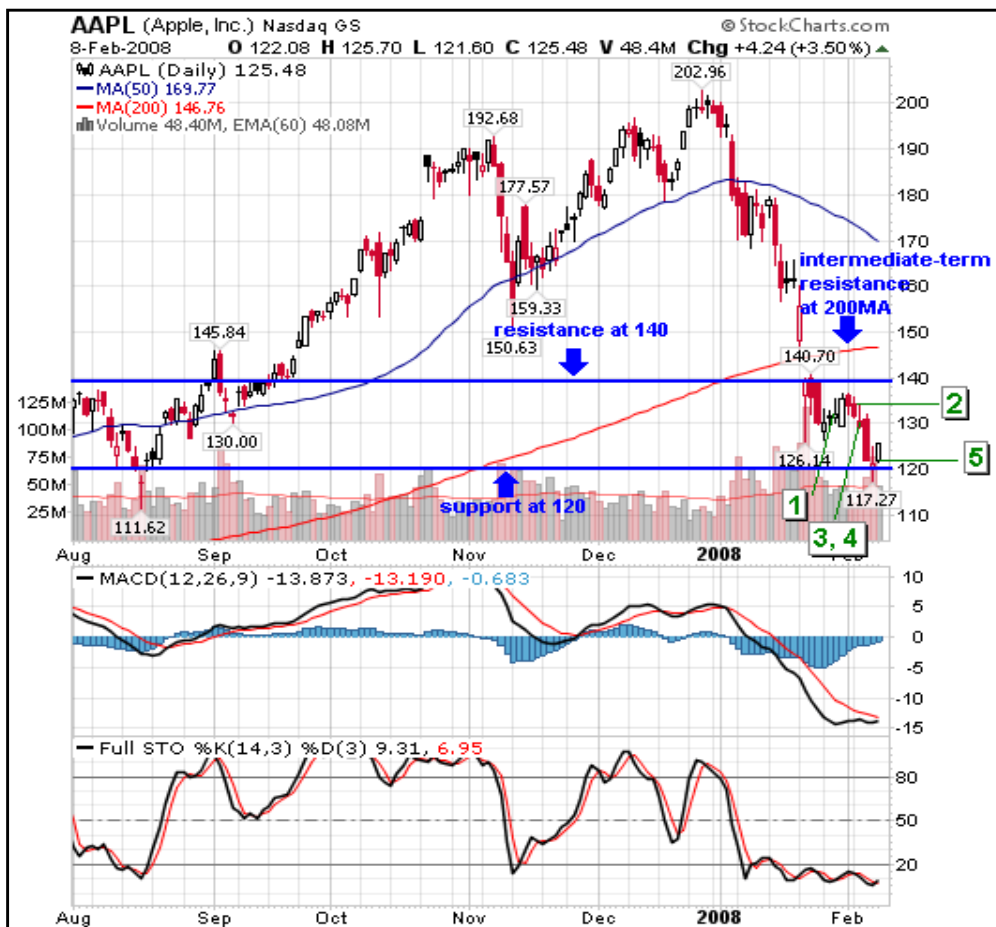 AAPL (Apple, Inc.) Nasdaq GS © StockCharts.com
8-Feb-2008 O 122.08 H 125.70 L 121.60 C 125.48 V 48.4M Chg +4.24 (+3.50%)
AAPL (Daily) 125.48
MA(50) 169.77
MA(200) 146.76
Volume 48.40M, EMA(60) 48.08M
202.96
192.68
177.57
159.33
150.63
145.84
130.00
111.62
140.70
126.14
117.27
intermediate-term
resistance
at 200MA
resistance at 140
support at 120
1
2
3, 4
5
200
190
180
170
160
150
140
130
120
110
125M
100M
75M
50M
25M
Aug Sep Oct Nov Dec 2008 Feb
MACD(12,26,9) -13.873, -13.190, -0.683
10
5
0
-5
-10
-15
Full STO %K(14,3) %D(3) 9.31, 6.95
80
50
20
Aug Sep Oct Nov Dec 2008 Feb